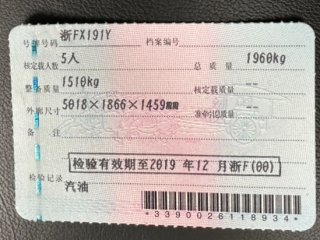 号牌号码 浙FX191Y 档案编号
核定载人数 5人 总质量 1960kg
整备质量 1510kg 核定载质量 --
外廓尺寸 5018×1866×1459mm 准牵引总质量 --
备注
检验有效期至2019 年 12 月浙F(00)
检验记录
汽油
*3390026118934*